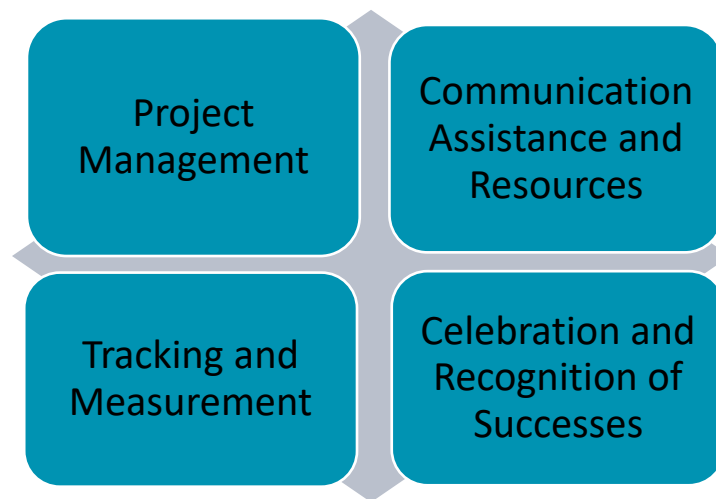 Project
Management
Communication
Assistance and
Resources
Tracking and
Measurement
Celebration and
Recognition of
Successes